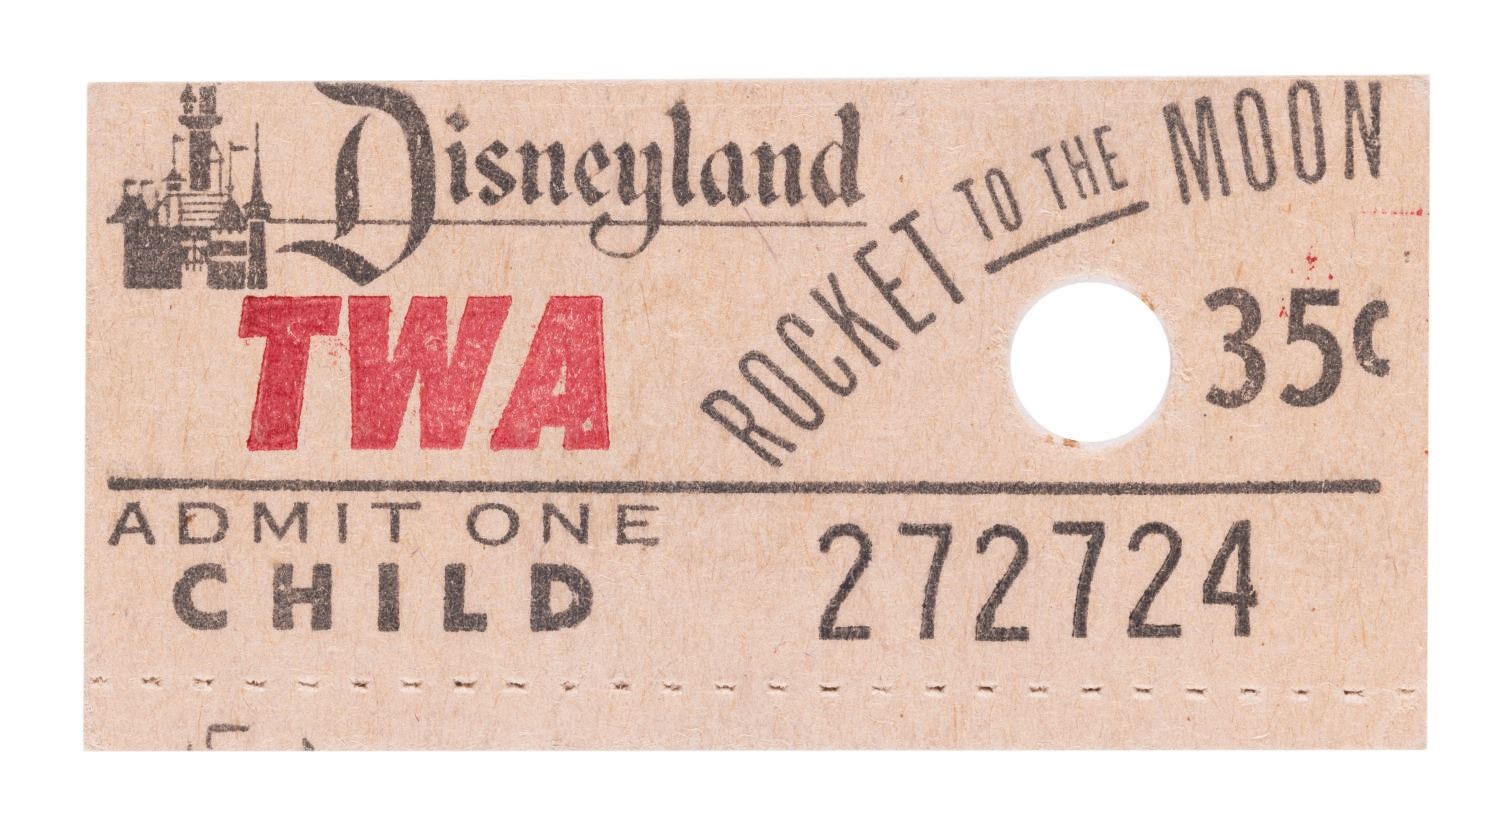 Disneyland
ROCKET TO THE MOON
TWA
35¢
ADMIT ONE
CHILD
272724